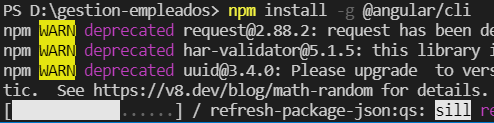 PS D:\gestion-empleados> npm install -g @angular/cli
npm WARN deprecated request@2.88.2: request has been de
npm WARN deprecated har-validator@5.1.5: this library i
npm WARN deprecated uuid@3.4.0: Please upgrade  to vers
tic.  See https://v8.dev/blog/math-random for details.
[            ......] / refresh-package-json:qs: sill re